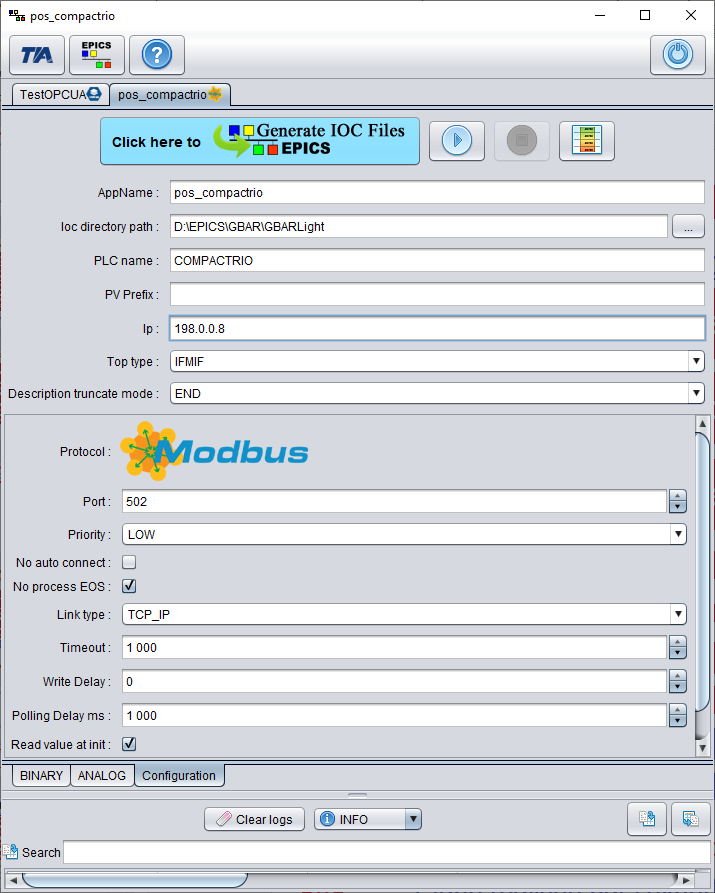 pos_compactrio
TIA
EPICS
?
TestOPCUA
pos_compactrio
Click here to Generate IOC Files
EPICS
AppName : pos_compactrio
Ioc directory path : D:\EPICS\GBAR\GBARLight ...
PLC name : COMPACTRIO
PV Prefix :
Ip : 198.0.0.8
Top type : IFMIF
Description truncate mode : END
Protocol : Modbus
Port : 502
Priority : LOW
No auto connect :
No process EOS :
Link type : TCP_IP
Timeout : 1 000
Write Delay : 0
Polling Delay ms : 1 000
Read value at init :
BINARY ANALOG Configuration
Clear logs INFO
Search